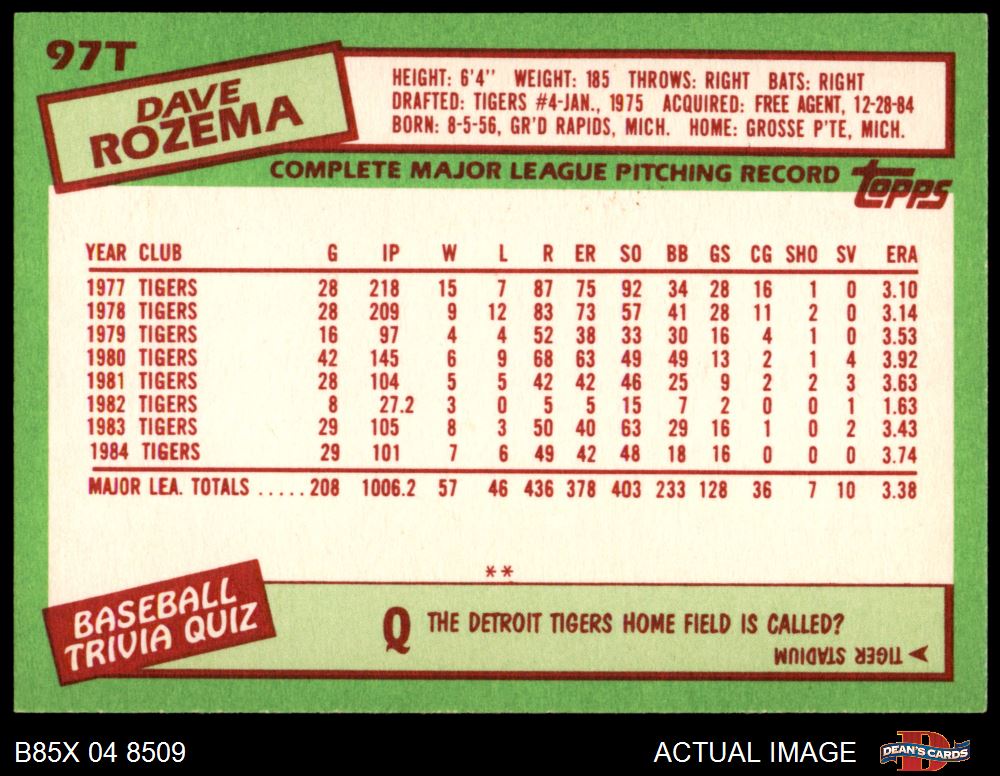 97T
DAVE
ROZEMA
HEIGHT: 6'4" WEIGHT: 185 THROWS: RIGHT BATS: RIGHT
DRAFTED: TIGERS #4-JAN., 1975 ACQUIRED: FREE AGENT, 12-28-84
BORN: 8-5-56, GR'D RAPIDS, MICH. HOME: GROSSE P'TE, MICH.
COMPLETE MAJOR LEAGUE PITCHING RECORD topps
YEAR CLUB G IP W L R ER SO BB GS CG SHO SV ERA
1977 TIGERS 28 218 15 7 87 75 92 34 28 16 1 0 3.10
1978 TIGERS 28 209 9 12 83 73 57 41 28 11 2 0 3.14
1979 TIGERS 16 97 4 4 52 38 33 30 16 4 1 0 3.53
1980 TIGERS 42 145 6 9 68 63 49 49 13 2 1 4 3.92
1981 TIGERS 28 104 5 5 42 42 46 25 9 2 2 3 3.63
1982 TIGERS 8 27.2 3 0 5 5 15 7 2 0 0 1 1.63
1983 TIGERS 29 105 8 3 50 40 63 29 16 1 0 2 3.43
1984 TIGERS 29 101 7 6 49 42 48 18 16 0 0 0 3.74
MAJOR LEA. TOTALS .....208 1006.2 57 46 436 378 403 233 128 36 7 10 3.38
**
BASEBALL
TRIVIA QUIZ
Q THE DETROIT TIGERS HOME FIELD IS CALLED?
TIGER STADIUM
B85X 04 8509 ACTUAL IMAGE DEAN'S CARDS